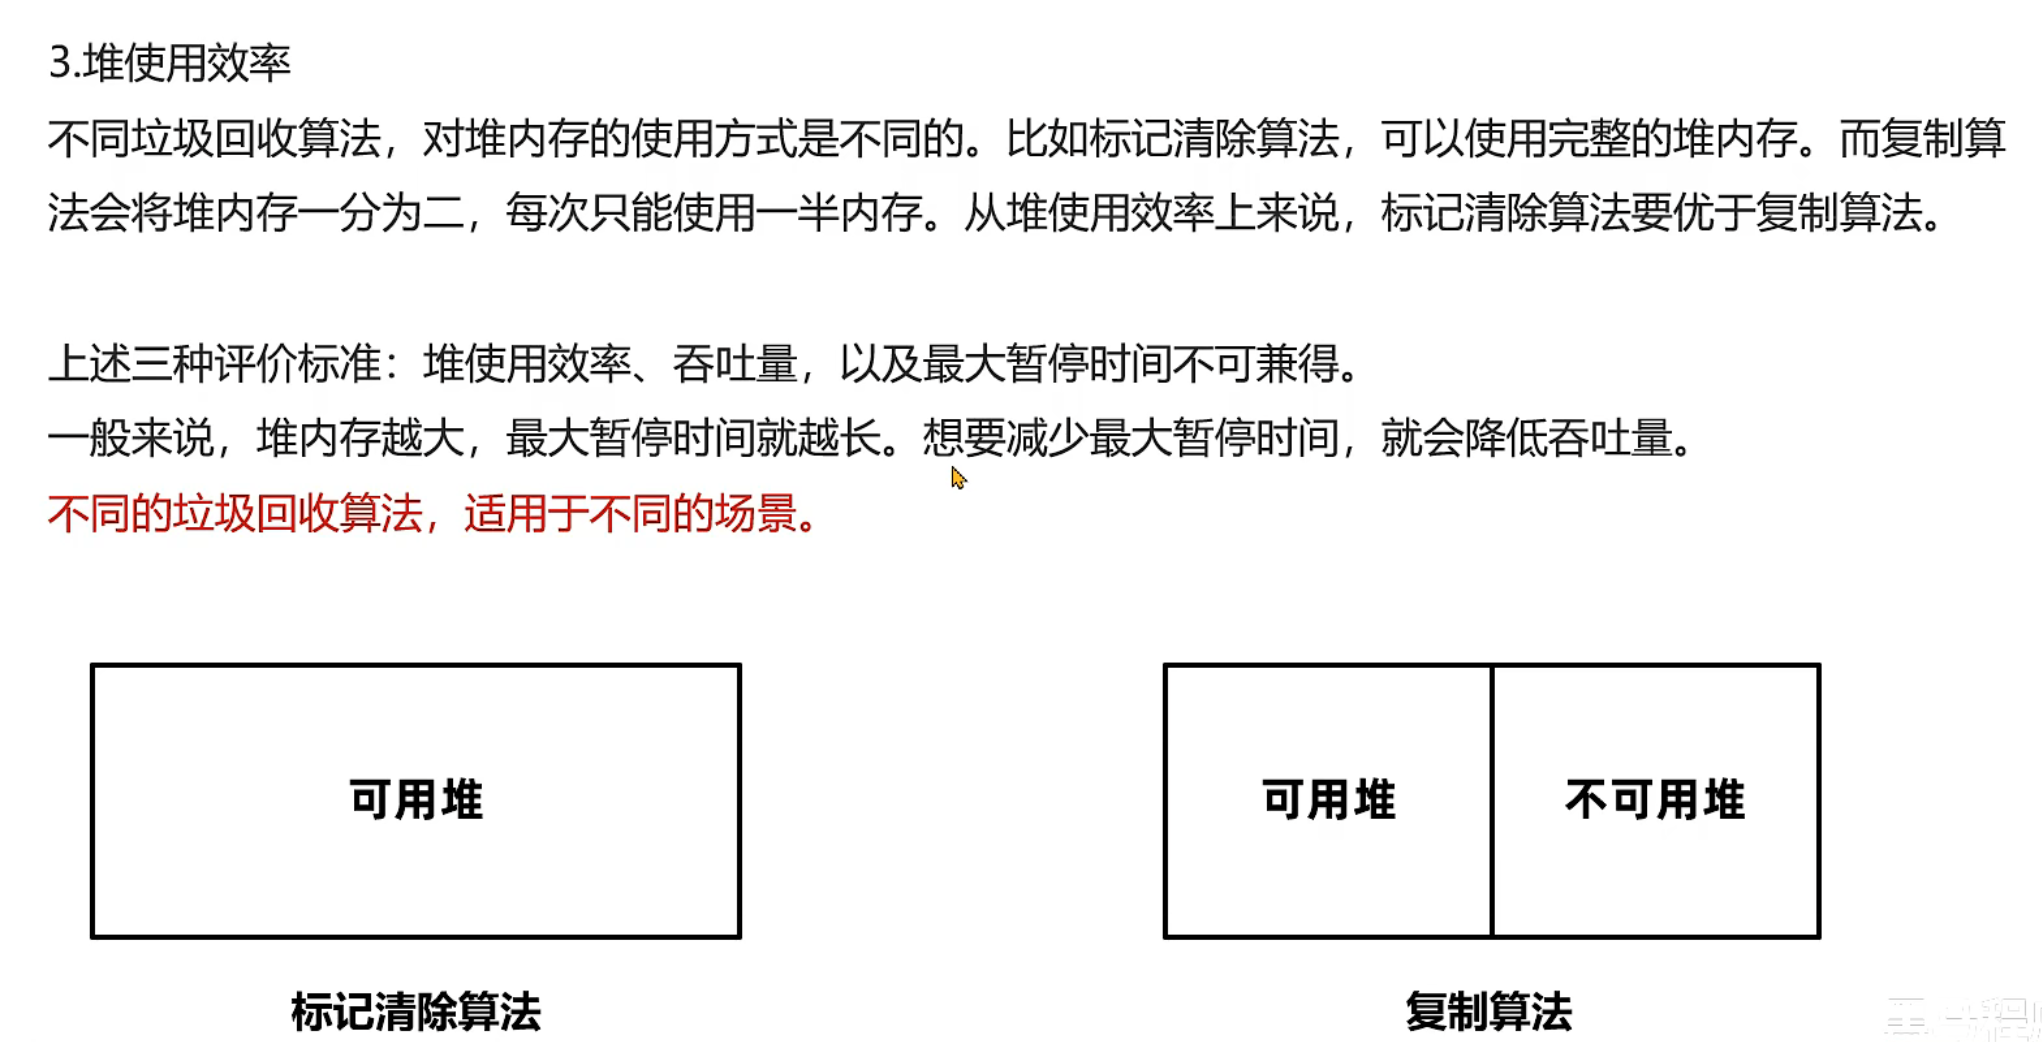 3.堆使用效率
不同垃圾回收算法，对堆内存的使用方式是不同的。比如标记清除算法，可以使用完整的堆内存。而复制算
法会将堆内存一分为二，每次只能使用一半内存。从堆使用效率上来说，标记清除算法要优于复制算法。
上述三种评价标准：堆使用效率、吞吐量，以及最大暂停时间不可兼得。
一般来说，堆内存越大，最大暂停时间就越长。想要减少最大暂停时间，就会降低吞吐量。
不同的垃圾回收算法，适用于不同的场景。
可用堆
可用堆
不可用堆
标记清除算法
复制算法